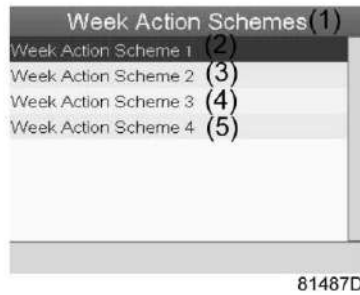 Week Action Schemes(1)
Week Action Scheme 1 (2)
Week Action Scheme 2 (3)
Week Action Scheme 3 (4)
Week Action Scheme 4 (5)
81487D